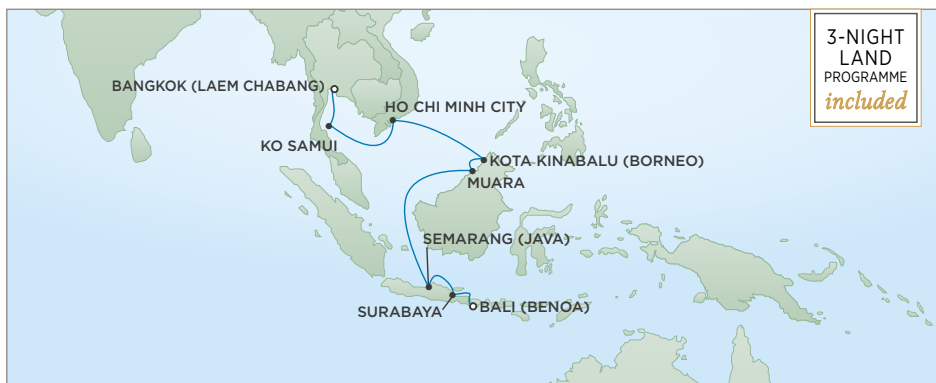 3-NIGHT
LAND
PROGRAMME
included
BANGKOK (LAEM CHABANG)
HO CHI MINH CITY
KO SAMUI
KOTA KINABALU (BORNEO)
MUARA
SEMARANG (JAVA)
SURABAYA
BALI (BENOA)